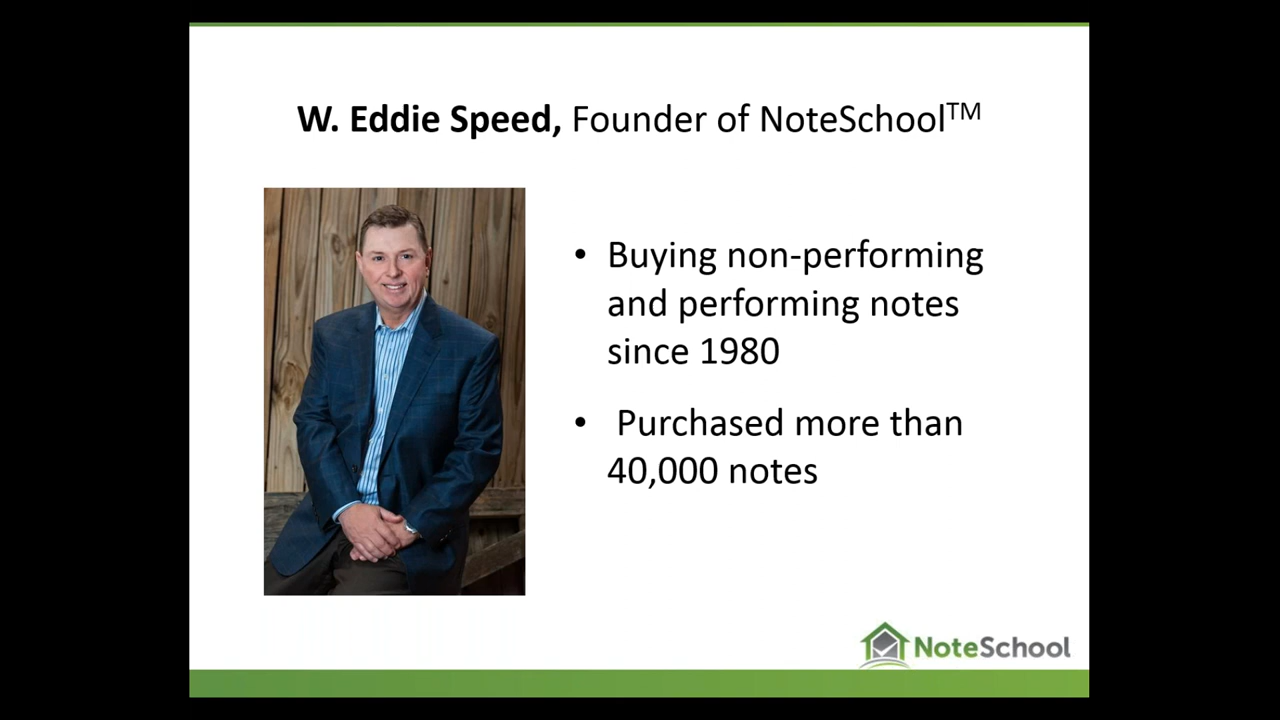 W. Eddie Speed, Founder of NoteSchool™
• Buying non-performing
and performing notes
since 1980
• Purchased more than
40,000 notes
NoteSchool